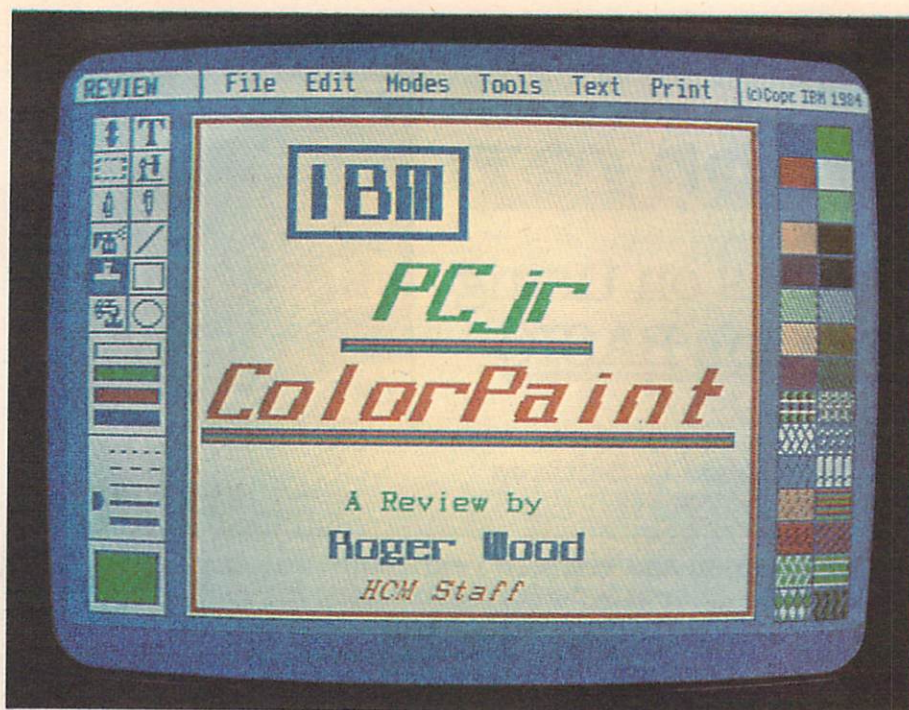 REVIEW File Edit Modes Tools Text Print (c)Copr. IBM 1984
T
IBM
PCjr
ColorPaint
A Review by
Roger Wood
HCM Staff